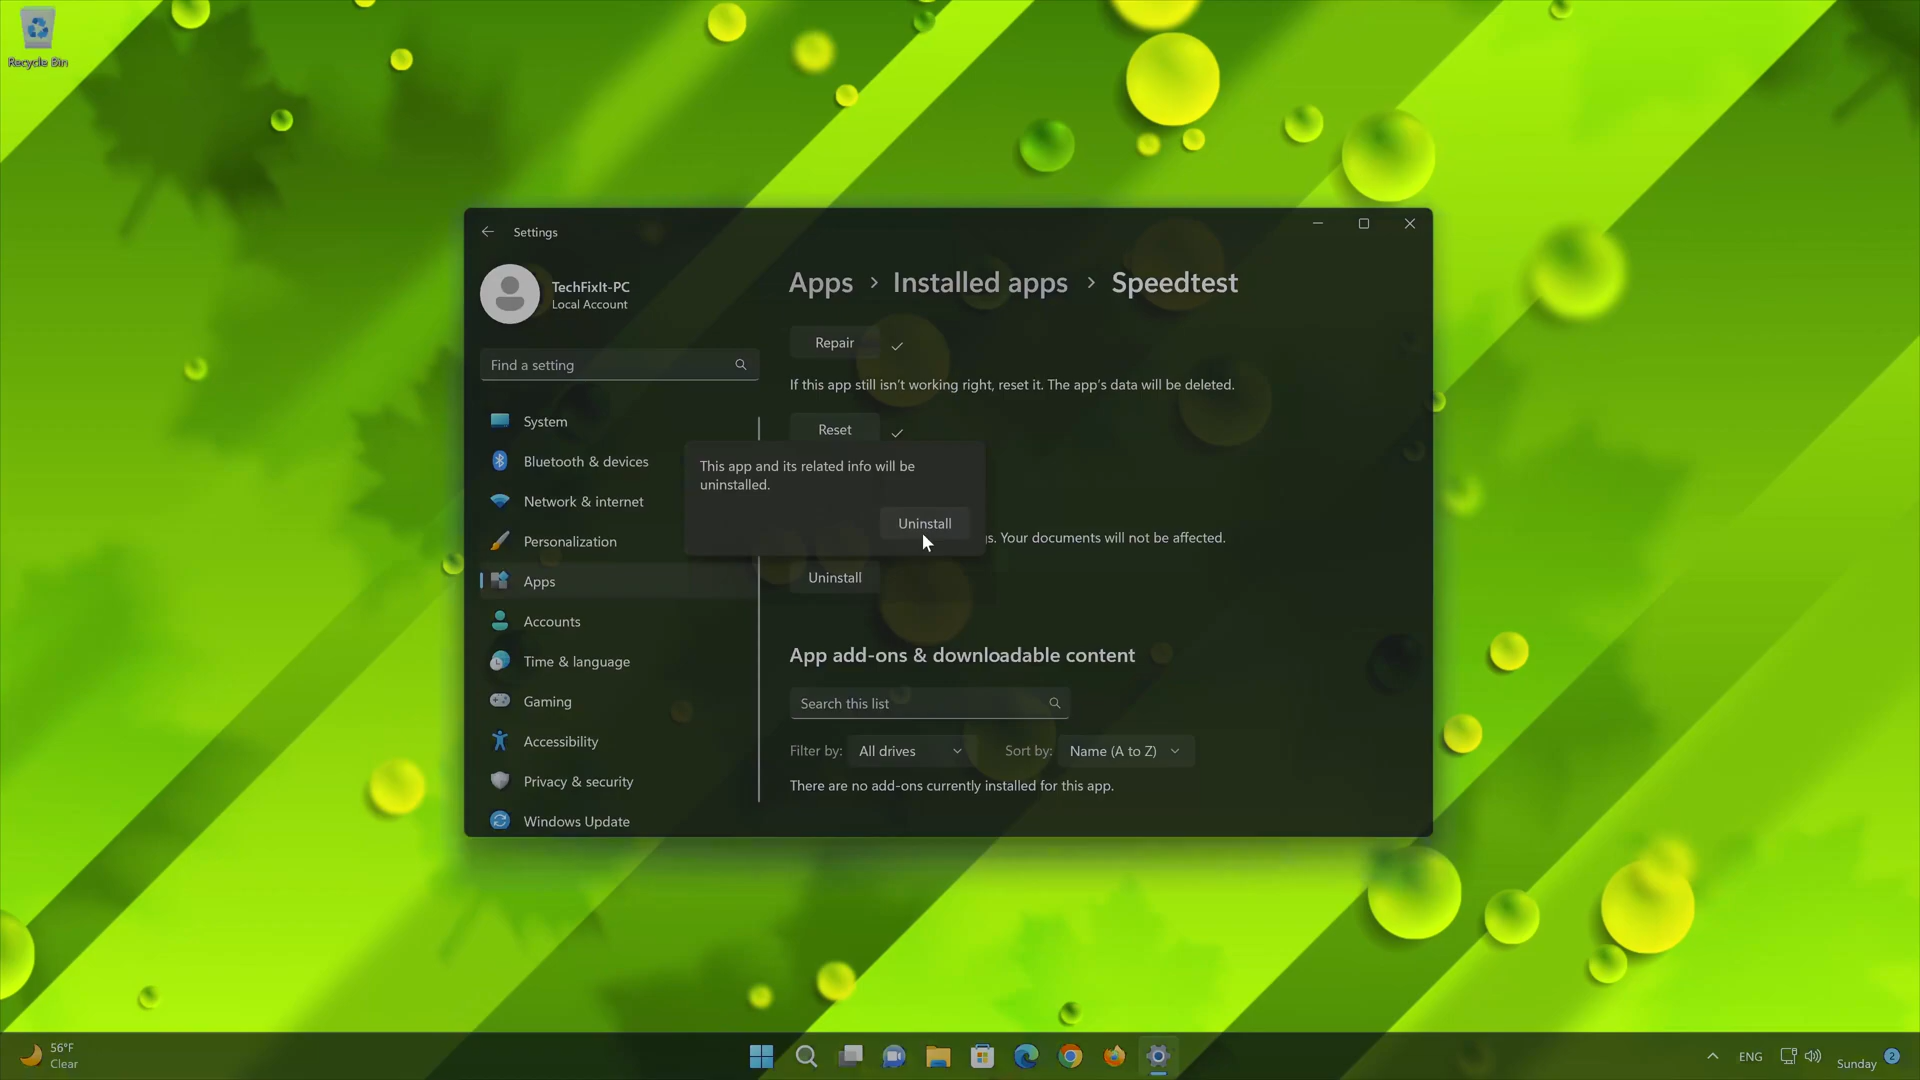 Recycle Bin
Settings
TechFixIt-PC
Local Account
Find a setting
System
Bluetooth & devices
Network & internet
Personalization
Apps
Accounts
Time & language
Gaming
Accessibility
Privacy & security
Windows Update
Apps › Installed apps › Speedtest
Repair
If this app still isn't working right, reset it. The app's data will be deleted.
Reset
This app and its related info will be
uninstalled.
Uninstall
s. Your documents will not be affected.
Uninstall
App add-ons & downloadable content
Search this list
Filter by: All drives Sort by: Name (A to Z)
There are no add-ons currently installed for this app.
56°F
Clear
ENG
Sunday 2